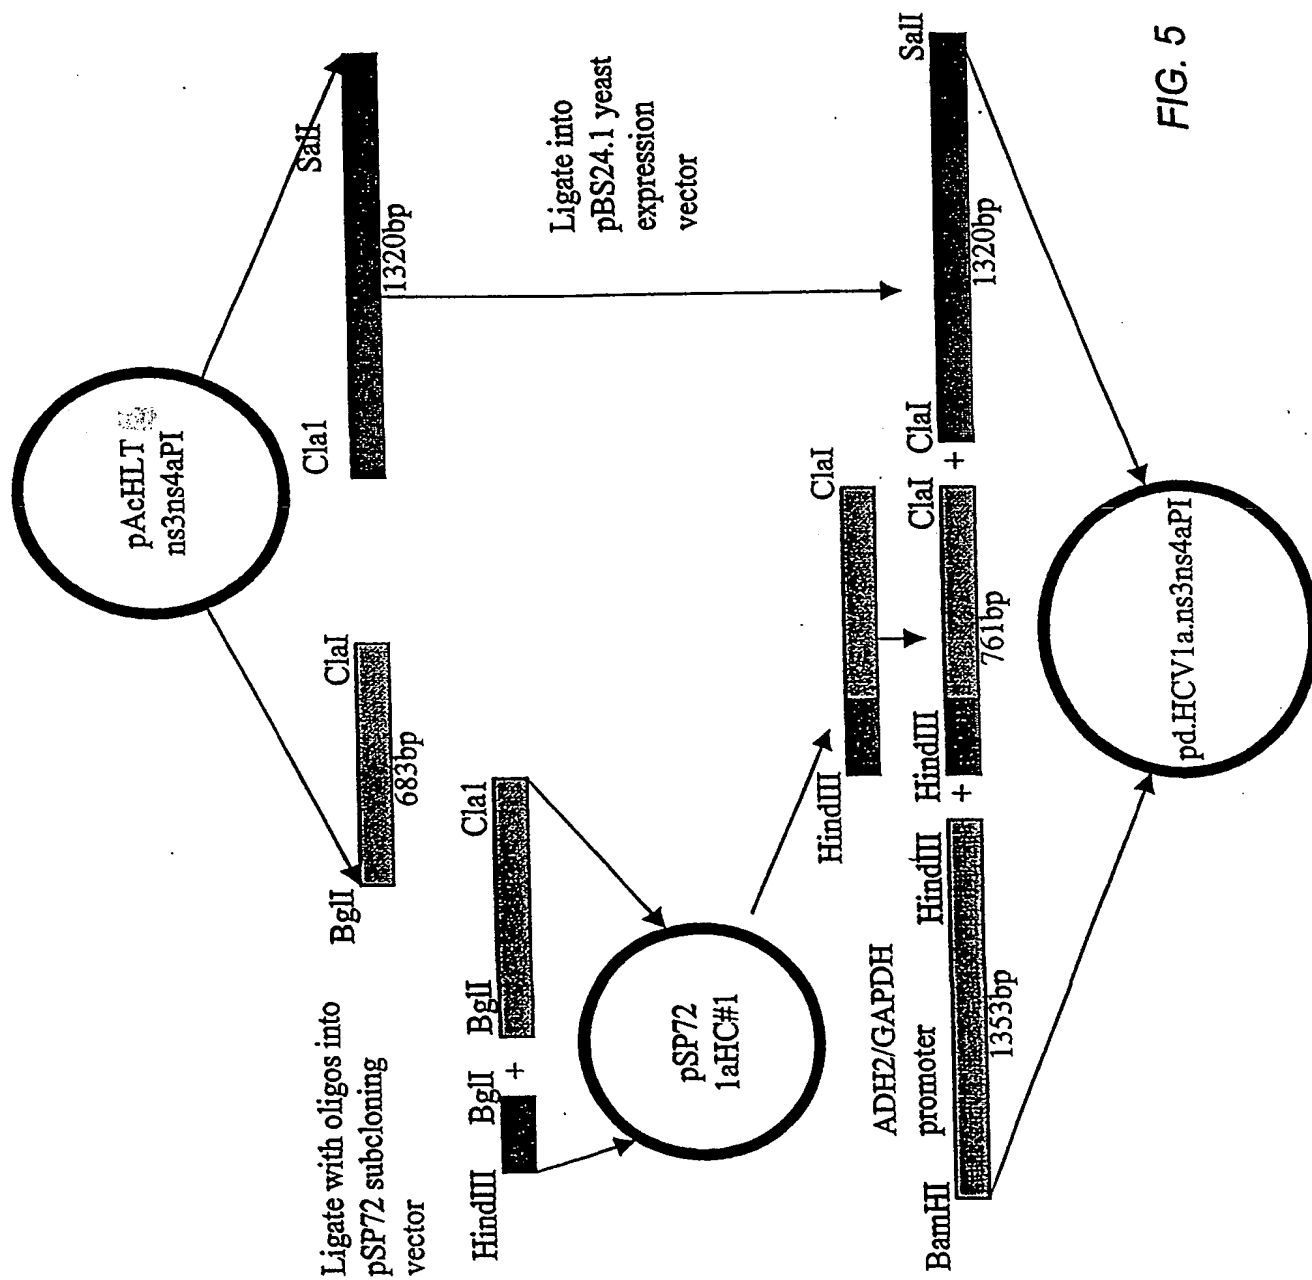 pAcHLT
ns3ns4aPI
BglI
ClaI
683bp
Cla1
SalI
1320bp
Ligate with oligos into
pSP72 subcloning
vector
HindIII
BglI
+
BglI
Cla1
Ligate into
pBS24.1 yeast
expression
vector
pSP72
1aHC#1
HindIII
ClaI
ADH2/GAPDH
promoter
BamHI
HindIII
1353bp
+
HindIII
ClaI
761bp
+
ClaI
SalI
1320bp
pd.HCV1a.ns3ns4aPI
FIG. 5